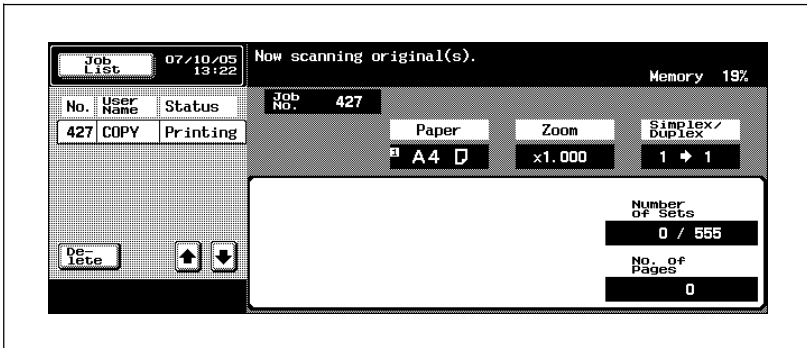 Job
List
07/10/05
13:22
Now scanning original(s).
Memory 19%
No. User
Name Status
427 COPY Printing
De-
lete
Job
No. 427
Paper
Zoom
Simplex/
Duplex
1 A4
x1.000
1 → 1
Number
of Sets
0 / 555
No. of
Pages
0